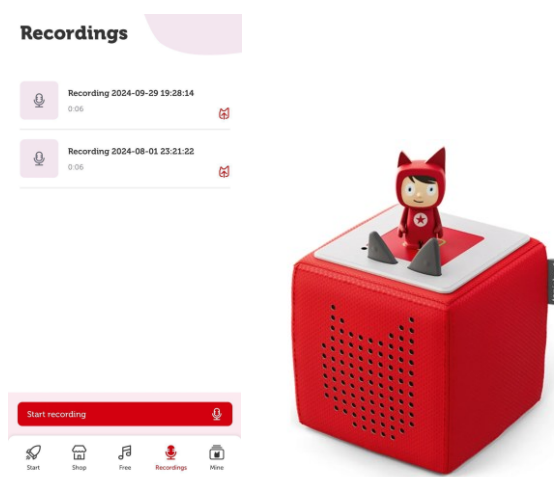 Recordings
Recording 2024-09-29 19:28:14
0:06
Recording 2024-08-01 23:21:22
0:06
Start recording
Start
Shop
Free
Recordings
Mine